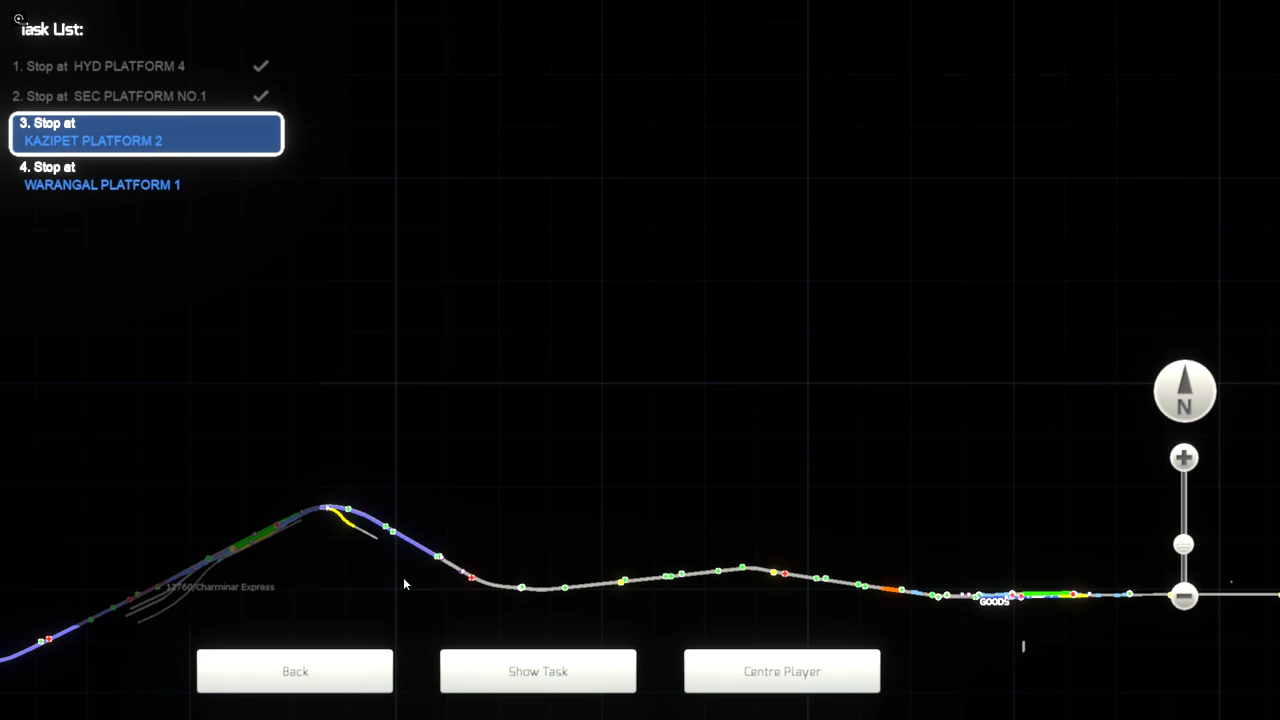 Task List:
1. Stop at HYD PLATFORM 4
2. Stop at SEC PLATFORM NO.1
3. Stop at
KAZIPET PLATFORM 2
4. Stop at
WARANGAL PLATFORM 1
N
12760/Charminar Express
GOODS
Back
Show Task
Centre Player